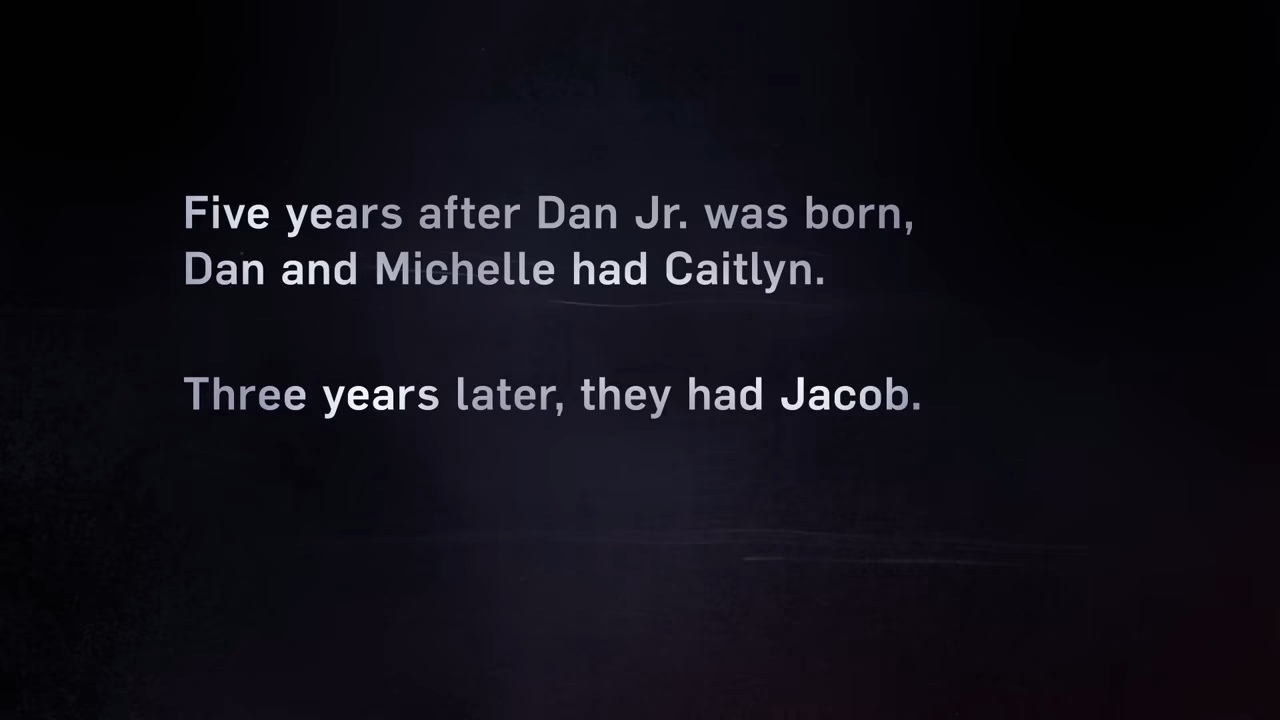 Five years after Dan Jr. was born,
Dan and Michelle had Caitlyn.
Three years later, they had Jacob.